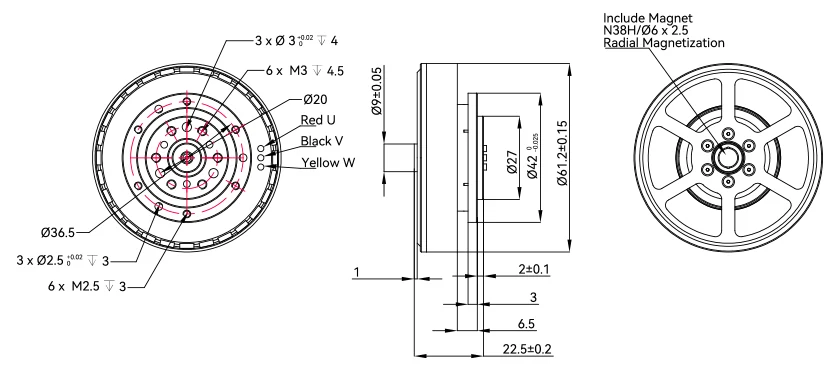 3 x Ø 3 +0.02 0 ↧ 4
6 x M3 ↧ 4.5
Ø20
Red U
Black V
Yellow W
Ø36.5
3 x Ø2.5 +0.02 0 ↧ 3
6 x M2.5 ↧ 3
Ø9±0.05
Ø27
Ø42 0 -0.025
Ø61.2±0.15
1
2±0.1
3
6.5
22.5±0.2
Include Magnet
N38H/Ø6 x 2.5
Radial Magnetization